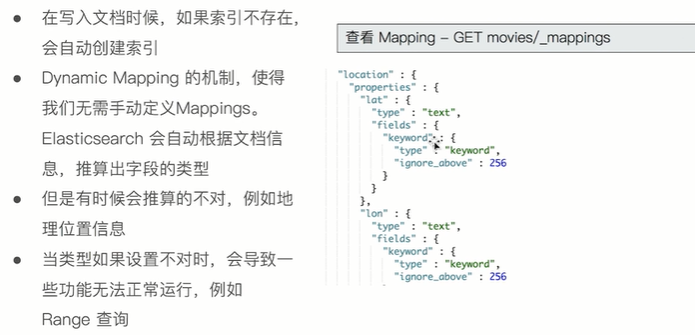 ● 在写入文档时候，如果索引不存在，
会自动创建索引
● Dynamic Mapping 的机制，使得
我们无需手动定义Mappings。
Elasticsearch 会自动根据文档信
息，推算出字段的类型
● 但是有时候会推算的不对，例如地
理位置信息
● 当类型如果设置不对时，会导致一
些功能无法正常运行，例如
Range 查询
查看 Mapping – GET movies/_mappings
"location" : {
"properties" : {
"lat" : {
"type" : "text",
"fields" : {
"keyword" : {
"type" : "keyword",
"ignore_above" : 256
}
}
},
"lon" : {
"type" : "text",
"fields" : {
"keyword" : {
"type" : "keyword",
"ignore_above" : 256